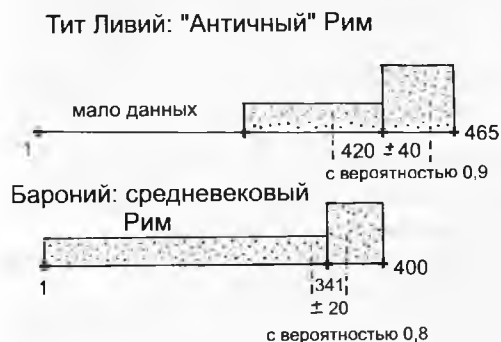 Тит Ливий: "Античный" Рим
мало данных
1
465
420 ± 40
с вероятностью 0,9
Бароний: средневековый
Рим
1
400
341
± 20
с вероятностью 0,8